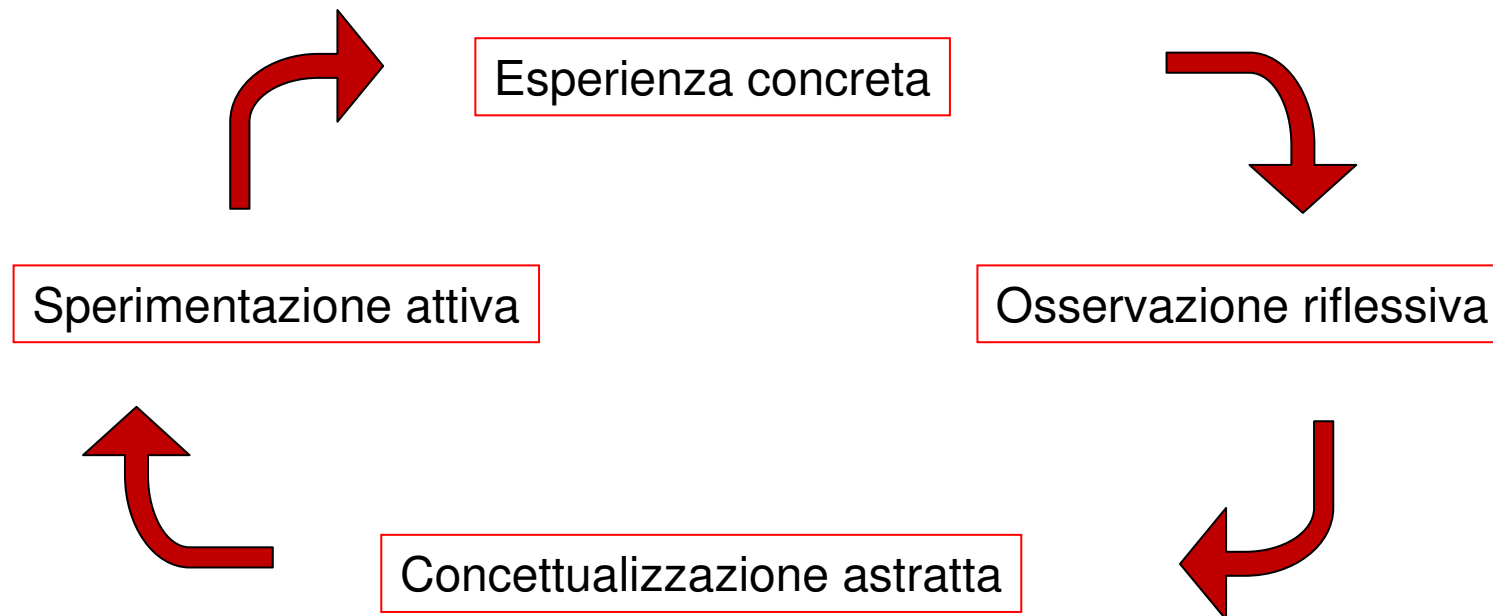 Esperienza concreta
Sperimentazione attiva
Osservazione riflessiva
Concettualizzazione astratta